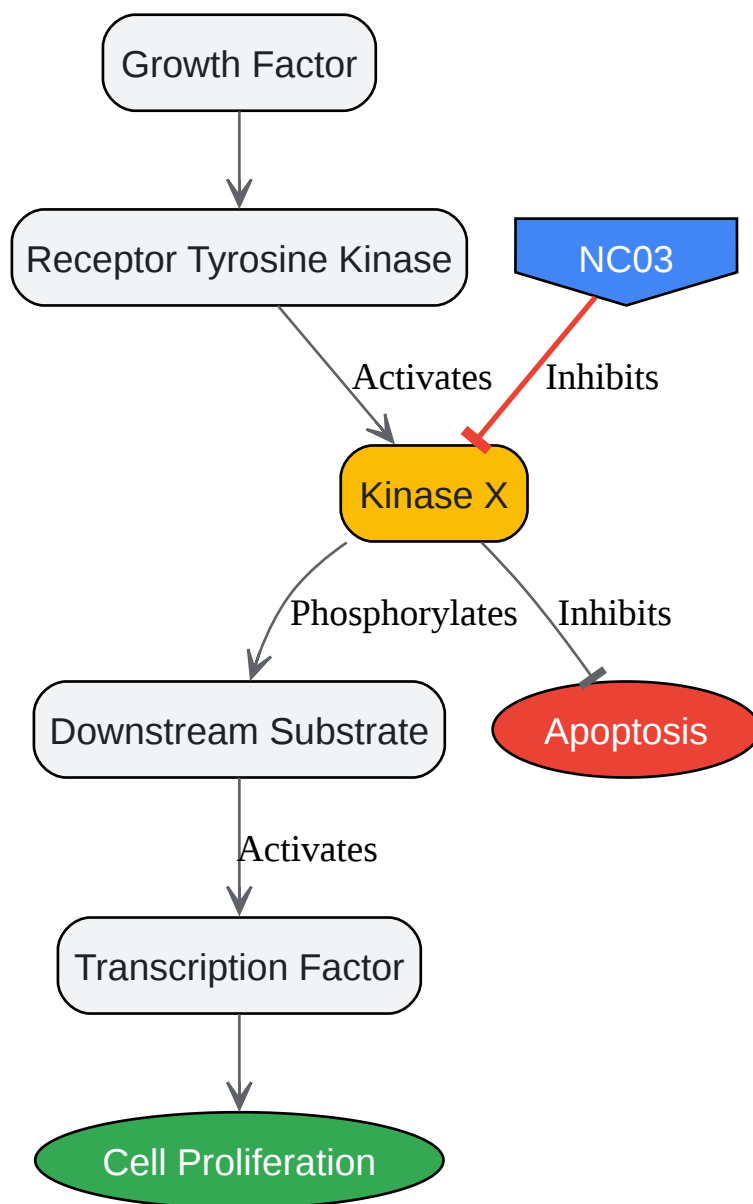 Growth Factor
Receptor Tyrosine Kinase
NC03
Activates
Inhibits
Kinase X
Phosphorylates
Inhibits
Downstream Substrate
Apoptosis
Activates
Transcription Factor
Cell Proliferation